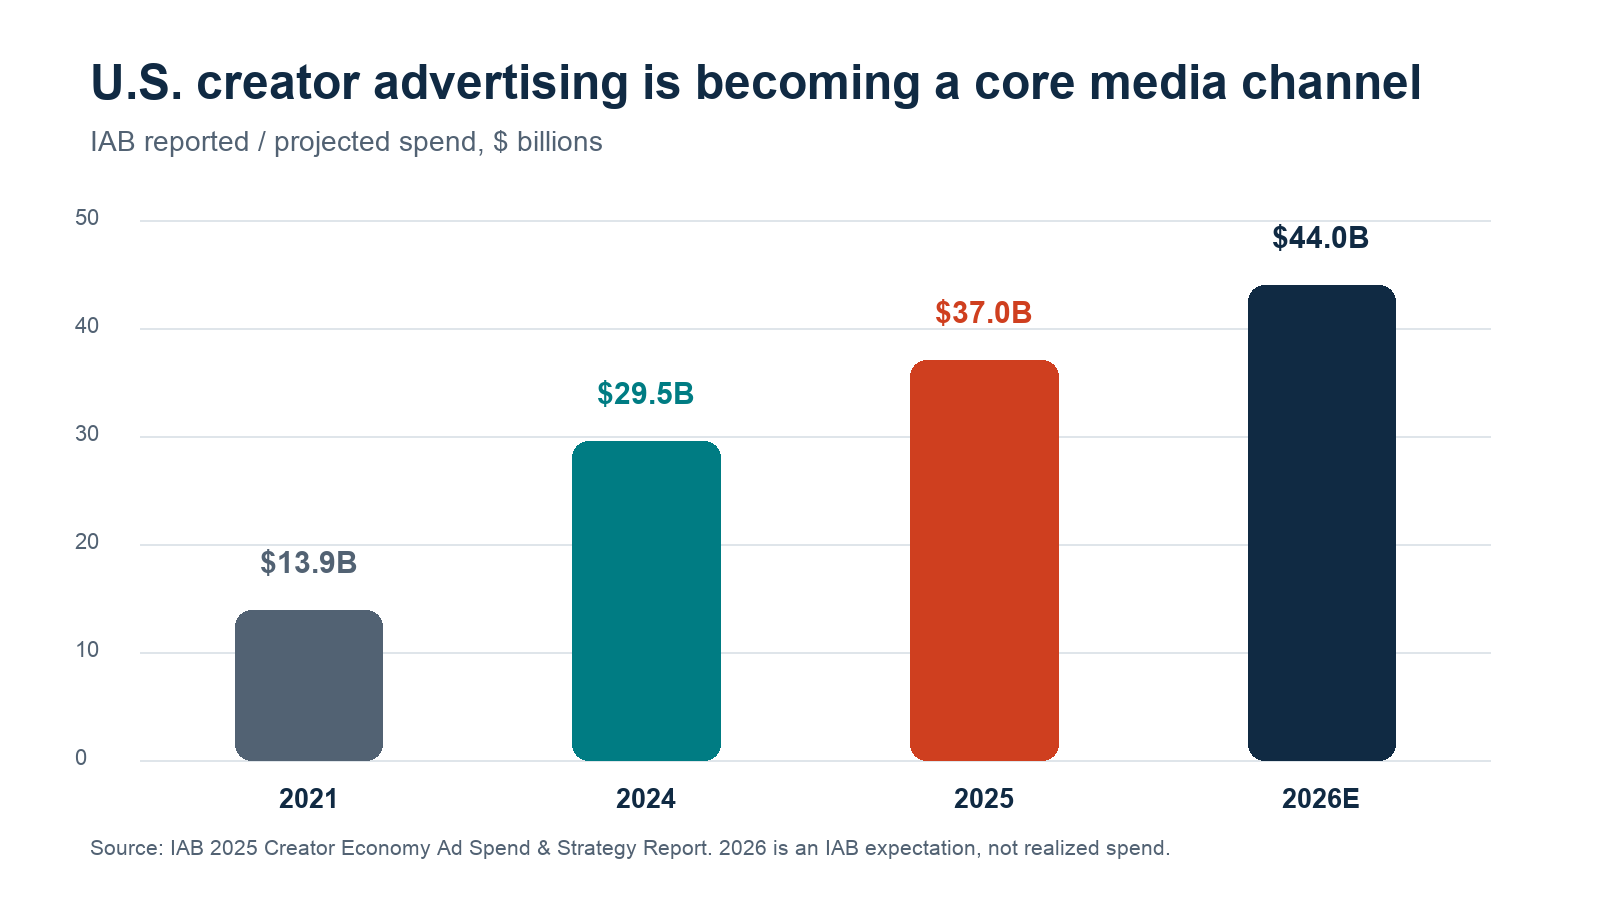 U.S. creator advertising is becoming a core media channel
IAB reported / projected spend, $ billions
50
$44.0B
40
$37.0B
$29.5B
30
20
$13.9B
10
0
2021
2024
2025
2026E
Source: IAB 2025 Creator Economy Ad Spend & Strategy Report. 2026 is an IAB expectation, not realized spend.